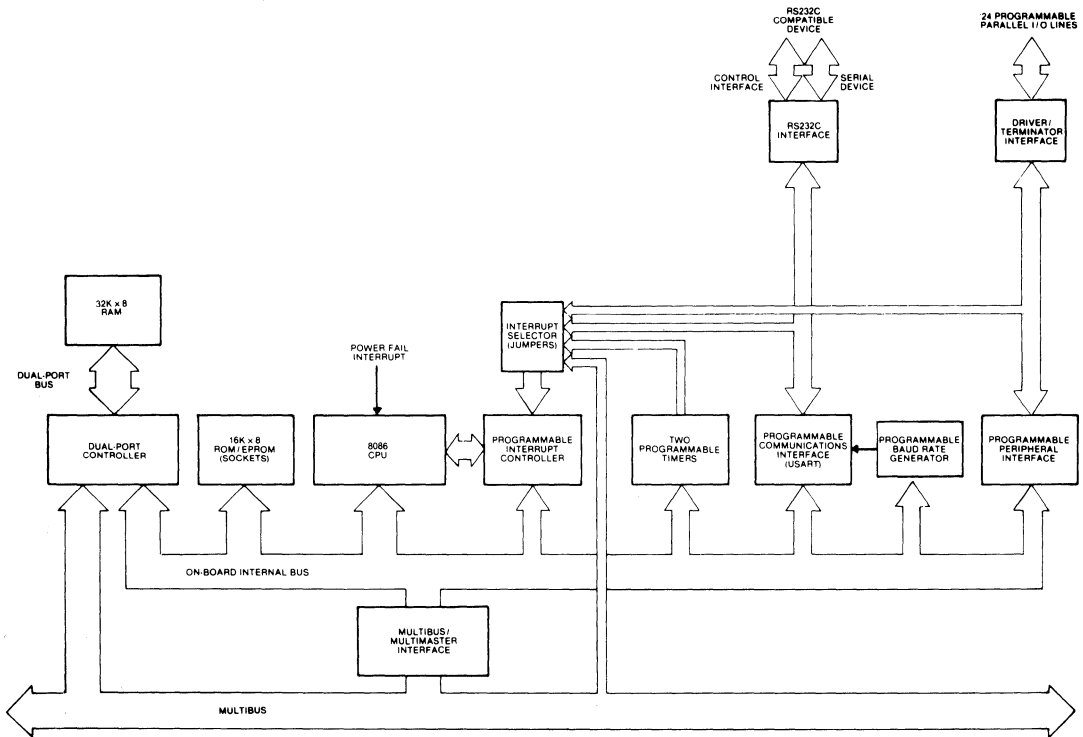 RS232C
COMPATIBLE
DEVICE
24 PROGRAMMABLE
PARALLEL I/O LINES
CONTROL
INTERFACE
SERIAL
DEVICE
RS232C
INTERFACE
DRIVER/
TERMINATOR
INTERFACE
32K x 8
RAM
DUAL-PORT
BUS
POWER FAIL
INTERRUPT
INTERRUPT
SELECTOR
(JUMPERS)
DUAL-PORT
CONTROLLER
16K x 8
ROM/EPROM
(SOCKETS)
8086
CPU
PROGRAMMABLE
INTERRUPT
CONTROLLER
TWO
PROGRAMMABLE
TIMERS
PROGRAMMABLE
COMMUNICATIONS
INTERFACE
(USART)
PROGRAMMABLE
BAUD RATE
GENERATOR
PROGRAMMABLE
PERIPHERAL
INTERFACE
ON-BOARD INTERNAL BUS
MULTIBUS/
MULTIMASTER
INTERFACE
MULTIBUS